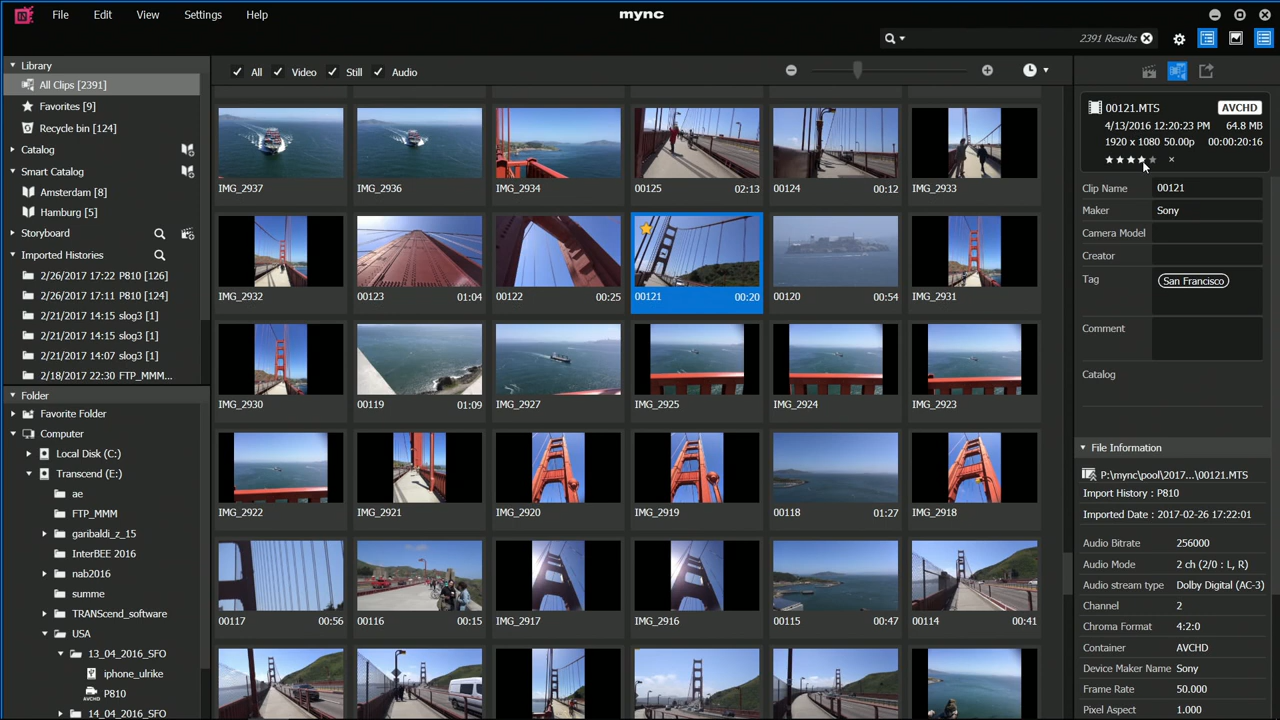 File Edit View Settings Help
mync
2391 Results
Library
All Clips [2391]
Favorites [9]
Recycle bin [124]
Catalog
Smart Catalog
Amsterdam [8]
Hamburg [5]
Storyboard
Imported Histories
2/26/2017 17:22 P810 [126]
2/26/2017 17:11 P810 [124]
2/21/2017 14:15 slog3 [1]
2/21/2017 14:15 slog3 [1]
2/21/2017 14:07 slog3 [1]
2/18/2017 22:30 FTP_MMM...
Folder
Favorite Folder
Computer
Local Disk (C:)
Transcend (E:)
ae
FTP_MMM
garibaldi_z_15
InterBEE 2016
nab2016
summe
TRANScend_software
USA
13_04_2016_SFO
iphone_ulrike
AVCHD
P810
14_04_2016_SFO
All Video Still Audio
IMG_2937 IMG_2936 IMG_2934 00125 02:13 00124 00:12 IMG_2933
IMG_2932 00123 01:04 00122 00:25 00121 00:20 00120 00:54 IMG_2931
IMG_2930 00119 01:09 IMG_2927 IMG_2925 IMG_2924 IMG_2923
IMG_2922 IMG_2921 IMG_2920 IMG_2919 00118 01:27 IMG_2918
00117 00:56 00116 00:15 IMG_2917 IMG_2916 00115 00:47 00114 00:41
00121.MTS AVCHD
4/13/2016 12:20:23 PM 64.8 MB
1920 x 1080 50.00p 00:00:20:16
Clip Name 00121
Maker Sony
Camera Model
Creator
Tag San Francisco
Comment
Catalog
File Information
P:\mync\pool\2017...\00121.MTS
Import History : P810
Imported Date : 2017-02-26 17:22:01
Audio Bitrate 256000
Audio Mode 2 ch (2/0 : L, R)
Audio stream type Dolby Digital (AC-3)
Channel 2
Chroma Format 4:2:0
Container AVCHD
Device Maker Name Sony
Frame Rate 50.000
Pixel Aspect 1.000